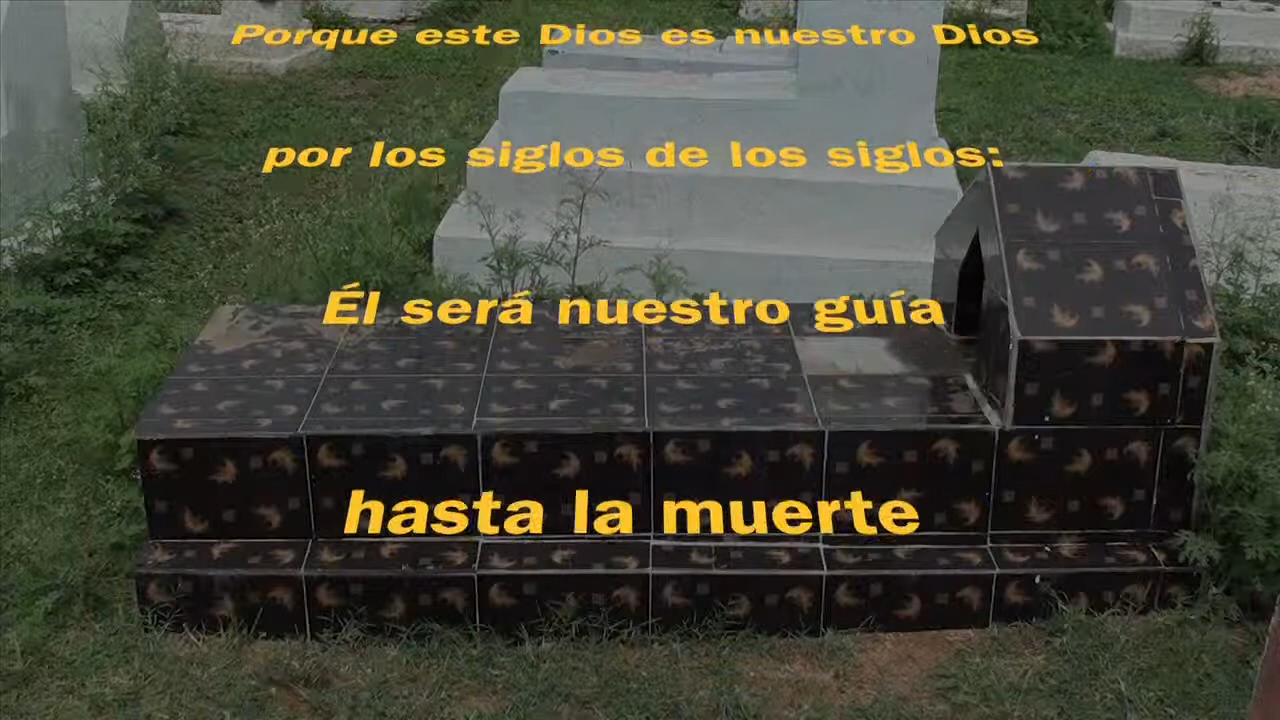 Porque este Dios es nuestro Dios
por los siglos de los siglos:
Él será nuestro guía
hasta la muerte